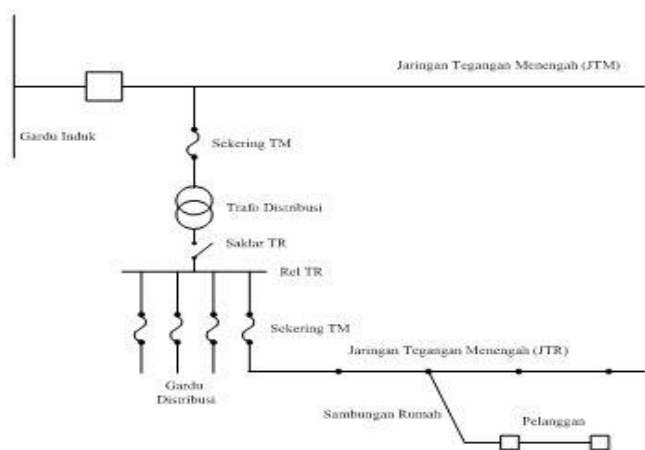 Jaringan Tegangan Menengah (JTM)
Gardu Induk
Sekering TM
Trafo Distribusi
Saklar TR
Rel TR
Sekering TM
Jaringan Tegangan Menengah (JTR)
Gardu
Distribusi
Sambungan Rumah
Pelanggan